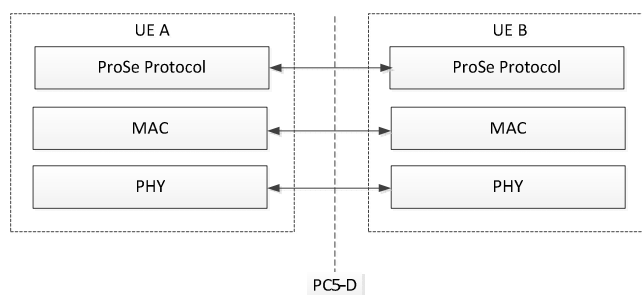 UE A
UE B
ProSe Protocol
ProSe Protocol
MAC
MAC
PHY
PHY
PC5-D